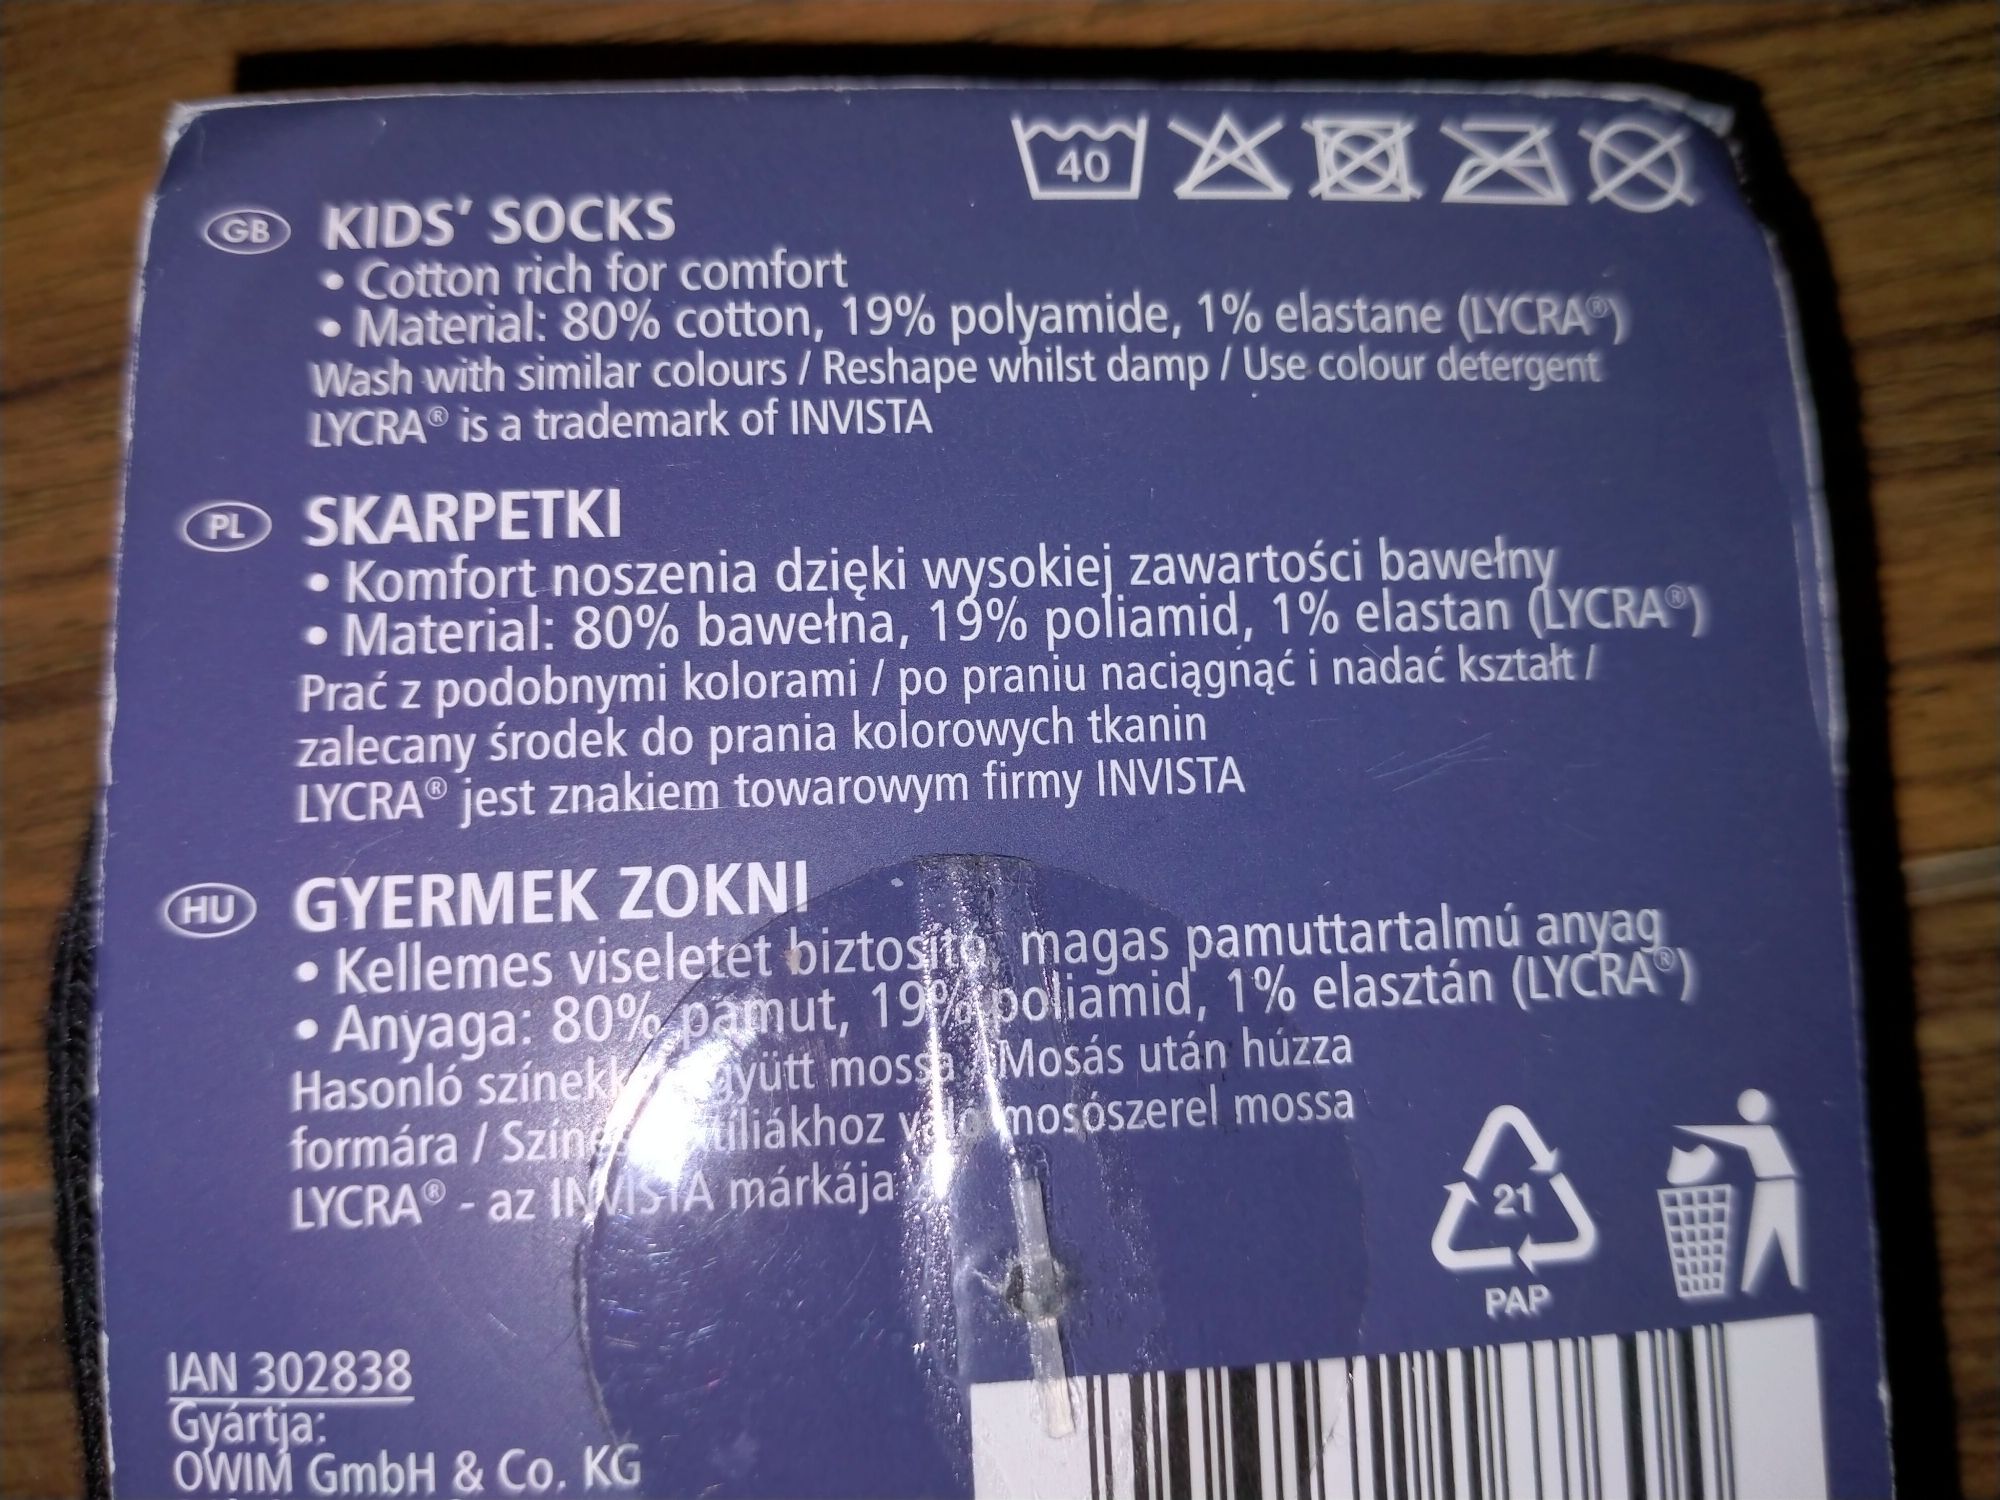 40
GB KIDS' SOCKS
• Cotton rich for comfort
• Material: 80% cotton, 19% polyamide, 1% elastane (LYCRA®)
Wash with similar colours / Reshape whilst damp / Use colour detergent
LYCRA® is a trademark of INVISTA
PL SKARPETKI
• Komfort noszenia dzięki wysokiej zawartości bawełny
• Material: 80% bawełna, 19% poliamid, 1% elastan (LYCRA®)
Prać z podobnymi kolorami / po praniu naciągnąć i nadać kształt /
zalecany środek do prania kolorowych tkanin
LYCRA® jest znakiem towarowym firmy INVISTA
HU GYERMEK ZOKNI
• Kellemes viseletet biztosító, magas pamuttartalmú anyag
• Anyaga: 80% pamut, 19% poliamid, 1% elasztán (LYCRA®)
Hasonló mossa / Mosás után húzza
formára / mosószerel mossa
LYCRA® - az INVISTA márkája
21
PAP
IAN 302838
Gyártja:
OWIM GmbH & Co. KG